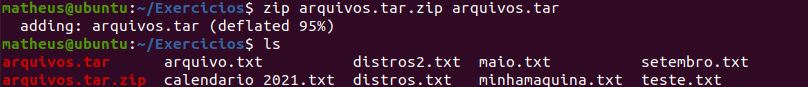 matheus@ubuntu:~/Exercicios$ zip arquivos.tar.zip arquivos.tar
  adding: arquivos.tar (deflated 95%)
matheus@ubuntu:~/Exercicios$ ls
arquivos.tar      arquivo.txt          distros2.txt  maio.txt          setembro.txt
arquivos.tar.zip  calendario 2021.txt  distros.txt   minhamaquina.txt  teste.txt